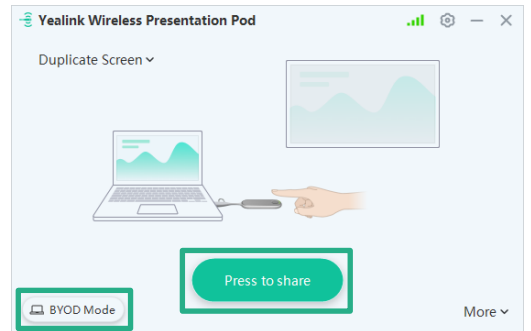 Yealink Wireless Presentation Pod
Duplicate Screen
Press to share
BYOD Mode
More